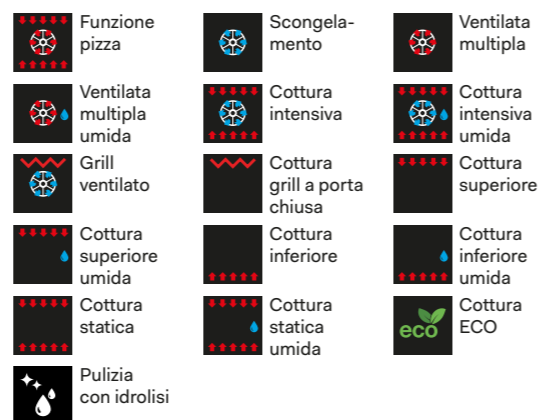 Funzione
pizza
Scongela-
mento
Ventilata
multipla
Ventilata
multipla
umida
Cottura
intensiva
Cottura
intensiva
umida
Grill
ventilato
Cottura
grill a porta
chiusa
Cottura
superiore
Cottura
superiore
umida
Cottura
inferiore
Cottura
inferiore
umida
Cottura
statica
Cottura
statica
umida
eco
Cottura
ECO
Pulizia
con idrolisi